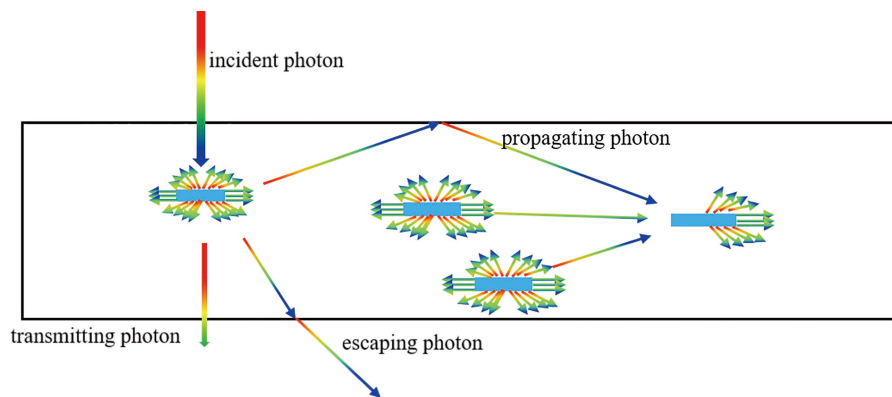 incident photon
propagating photon
transmitting photon
escaping photon